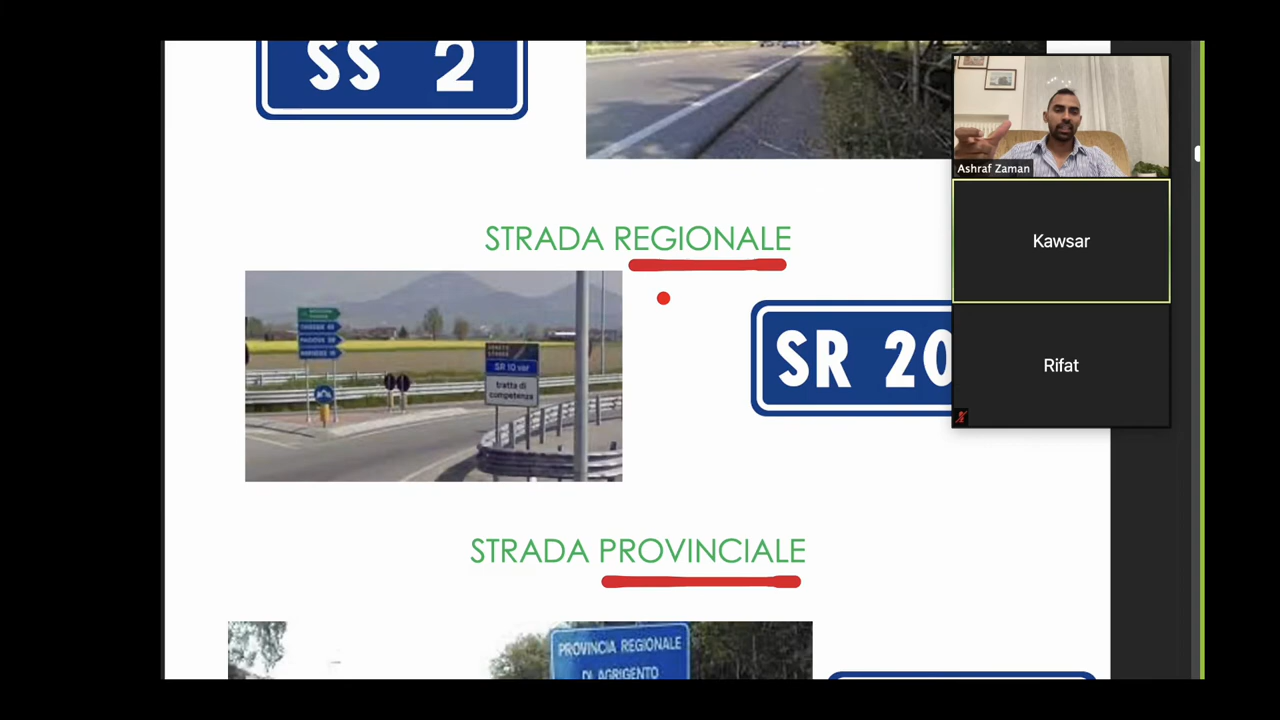 SS 2
Ashraf Zaman
Kawsar
Rifat
STRADA REGIONALE
SR 10 var
tratta di
competenza
SR 20
STRADA PROVINCIALE
PROVINCIA REGIONALE
DI AGRIGENTO